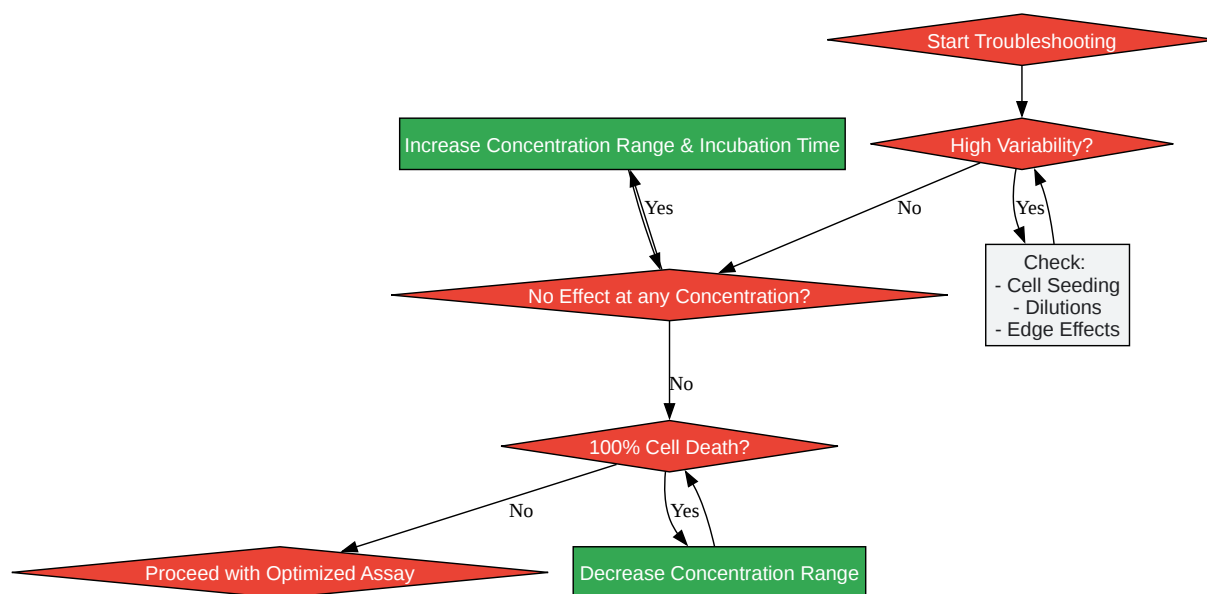 Start Troubleshooting
Increase Concentration Range & Incubation Time
High Variability?
Yes
No
Yes
Check:
- Cell Seeding
- Dilutions
- Edge Effects
No Effect at any Concentration?
No
100% Cell Death?
No
Yes
Proceed with Optimized Assay
Decrease Concentration Range